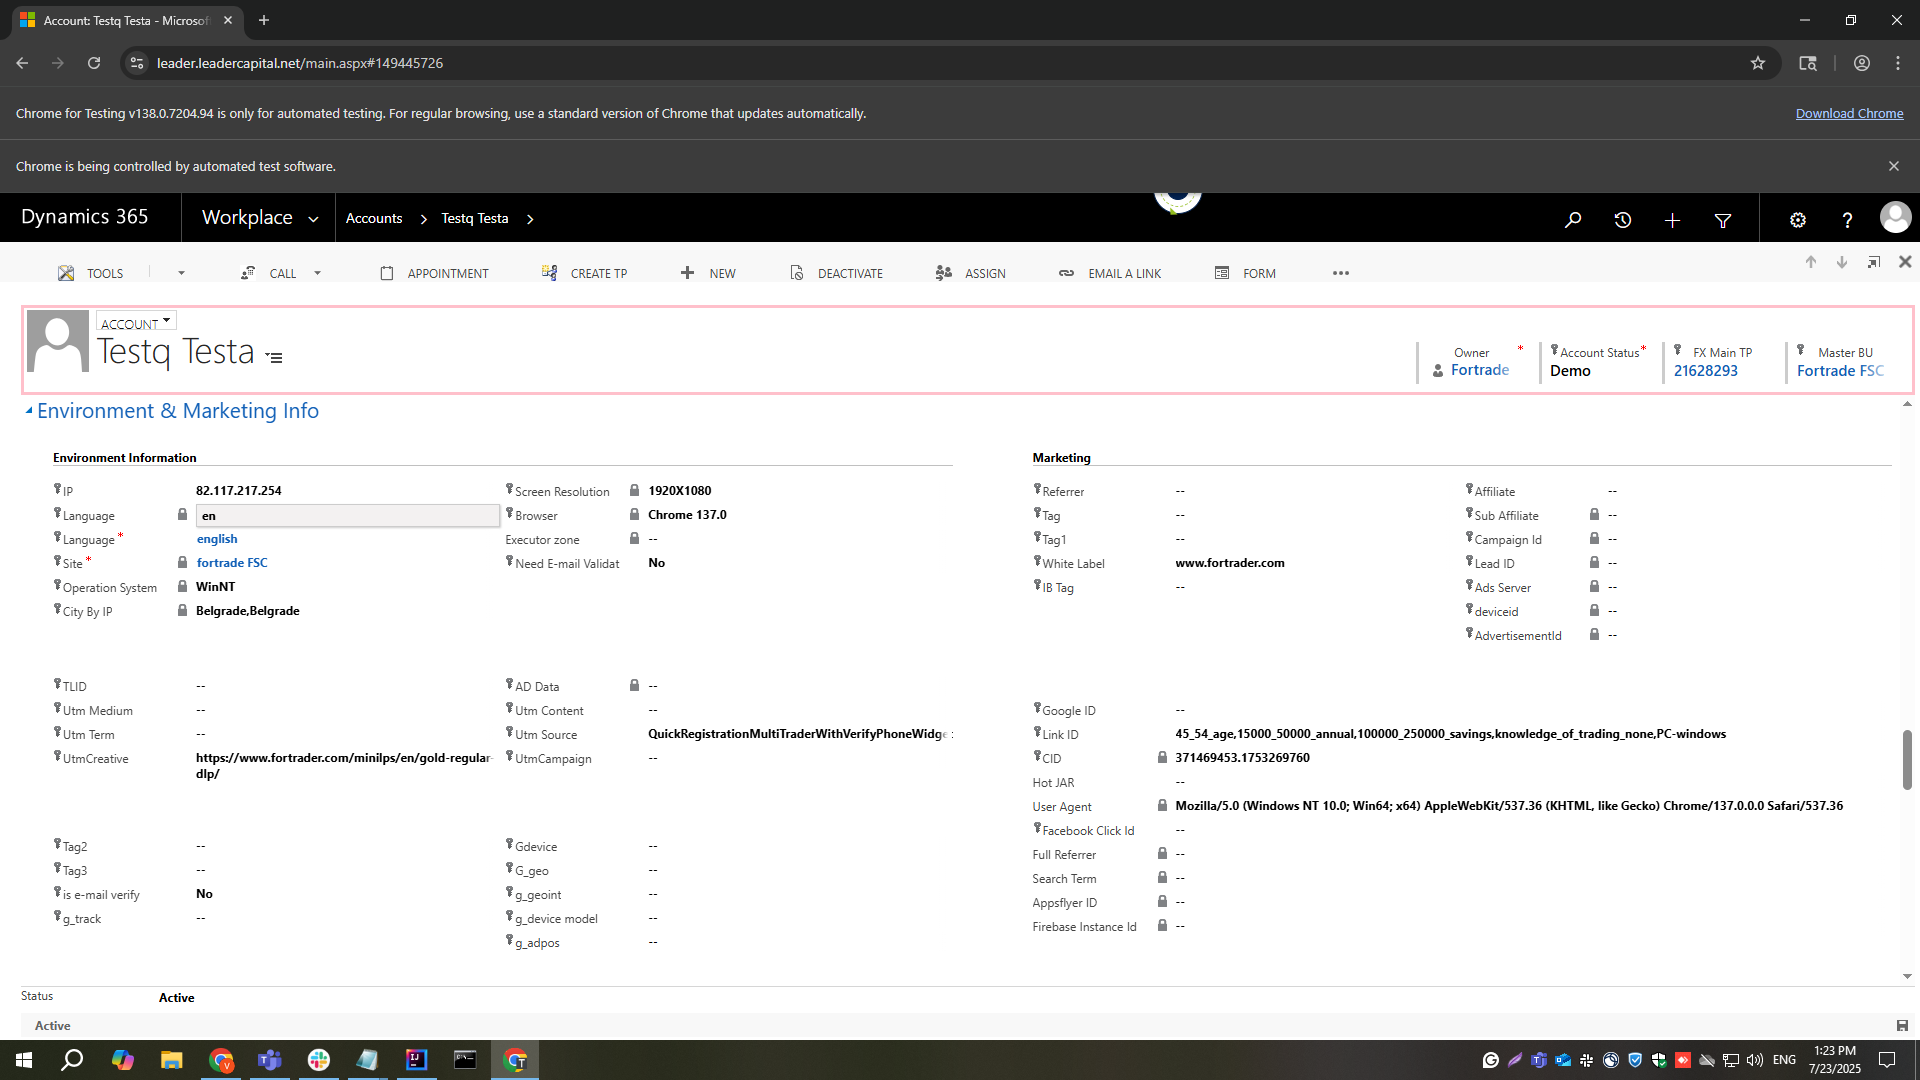 Account: Testq Testa - Microsof
leader.leadercapital.net/main.aspx#149445726
Chrome for Testing v138.0.7204.94 is only for automated testing. For regular browsing, use a standard version of Chrome that updates automatically.
Download Chrome
Chrome is being controlled by automated test software.
Dynamics 365
Workplace
Accounts
Testq Testa
TOOLS
CALL
APPOINTMENT
CREATE TP
NEW
DEACTIVATE
ASSIGN
EMAIL A LINK
FORM
ACCOUNT
Testq Testa
Owner *
Fortrade
Account Status *
Demo
FX Main TP
21628293
Master BU
Fortrade FSC
Environment & Marketing Info
Environment Information
IP 82.117.217.254
Language en
Language * english
Site * fortrade FSC
Operation System WinNT
City By IP Belgrade,Belgrade
Screen Resolution 1920X1080
Browser Chrome 137.0
Executor zone --
Need E-mail Validat No
Marketing
Referrer --
Tag --
Tag1 --
White Label www.fortrader.com
IB Tag --
Affiliate --
Sub Affiliate --
Campaign Id --
Lead ID --
Ads Server --
deviceid --
AdvertisementId --
TLID --
Utm Medium --
Utm Term --
UtmCreative https://www.fortrader.com/minilps/en/gold-regular-
dlp/
AD Data --
Utm Content --
Utm Source QuickRegistrationMultiTraderWithVerifyPhoneWidge
UtmCampaign --
Google ID --
Link ID 45_54_age,15000_50000_annual,100000_250000_savings,knowledge_of_trading_none,PC-windows
CID 371469453.1753269760
Hot JAR --
User Agent Mozilla/5.0 (Windows NT 10.0; Win64; x64) AppleWebKit/537.36 (KHTML, like Gecko) Chrome/137.0.0.0 Safari/537.36
Facebook Click Id --
Full Referrer --
Search Term --
Appsflyer ID --
Firebase Instance Id --
Tag2 --
Tag3 --
is e-mail verify No
g_track --
Gdevice --
G_geo --
g_geoint --
g_device model --
g_adpos --
Status Active
Active
ENG
1:23 PM
7/23/2025